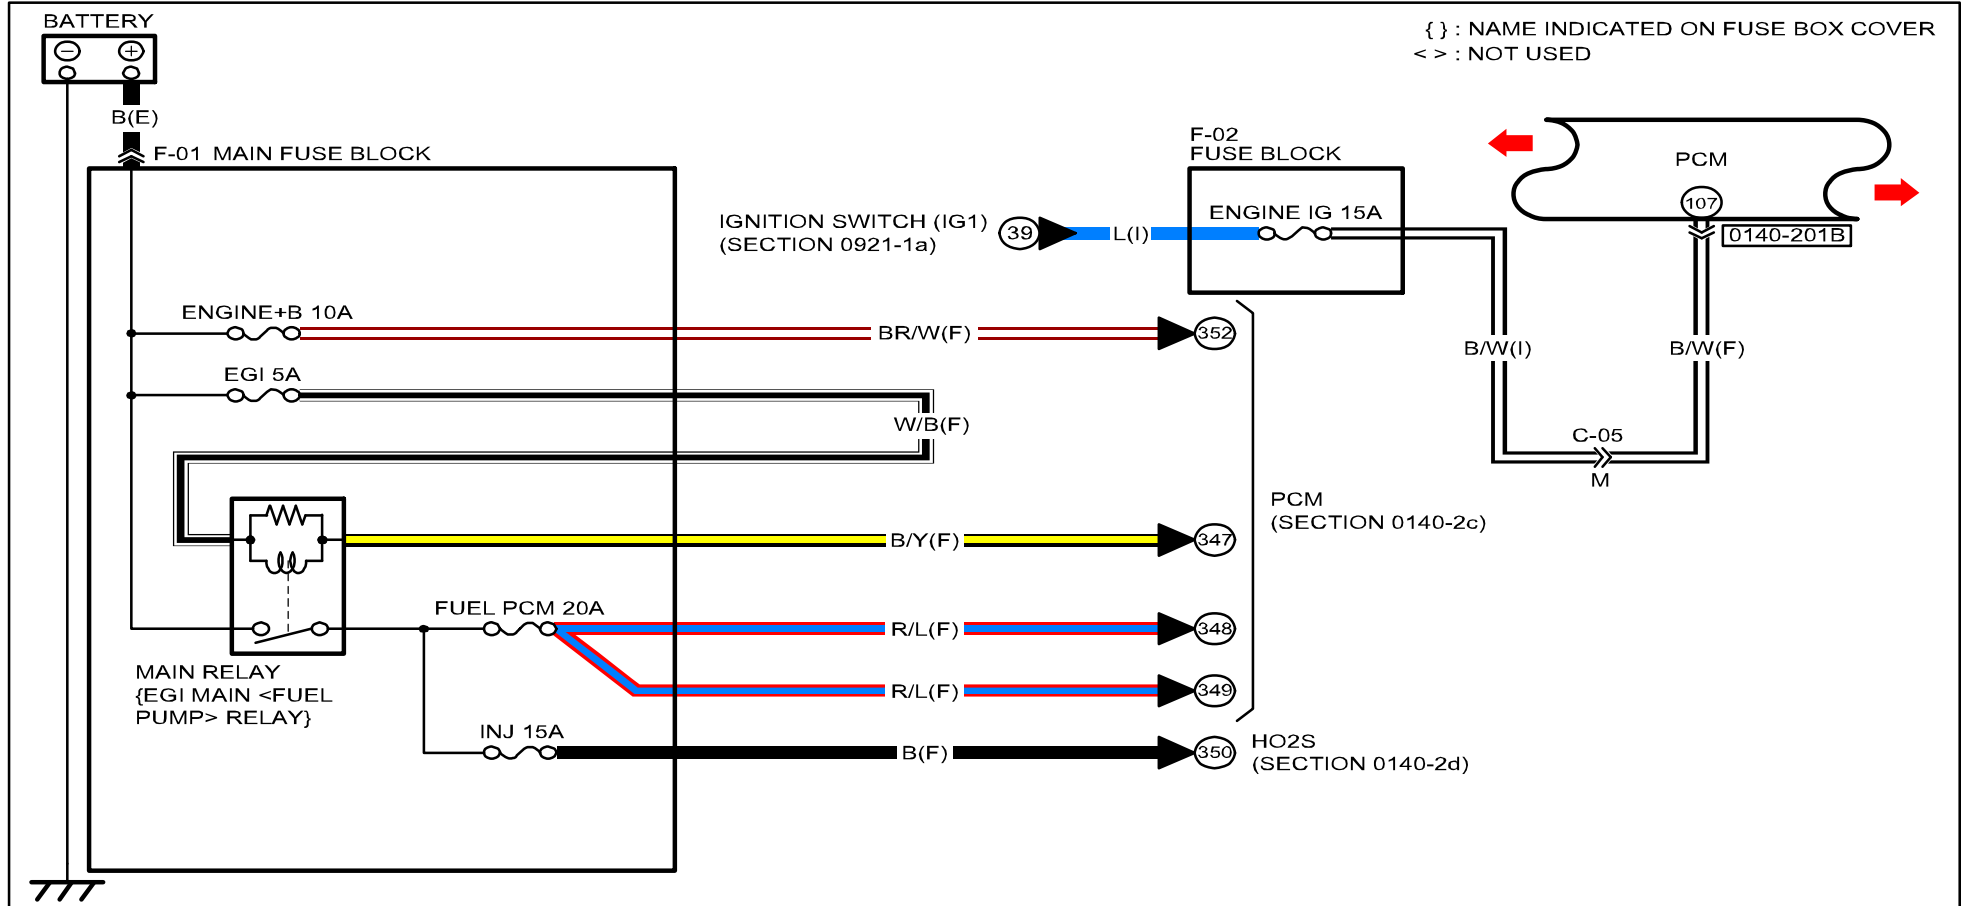 BATTERY
− +
B(E)
F-01 MAIN FUSE BLOCK
{ } : NAME INDICATED ON FUSE BOX COVER
< > : NOT USED
F-02
FUSE BLOCK
ENGINE IG 15A
IGNITION SWITCH (IG1)
(SECTION 0921-1a)
39
L(I)
PCM
107
0140-201B
ENGINE+B 10A
BR/W(F)
352
EGI 5A
W/B(F)
B/W(I)
B/W(F)
C-05
M
PCM
(SECTION 0140-2c)
B/Y(F)
347
FUEL PCM 20A
R/L(F)
348
R/L(F)
349
MAIN RELAY
{EGI MAIN <FUEL
PUMP> RELAY}
INJ 15A
B(F)
350
HO2S
(SECTION 0140-2d)